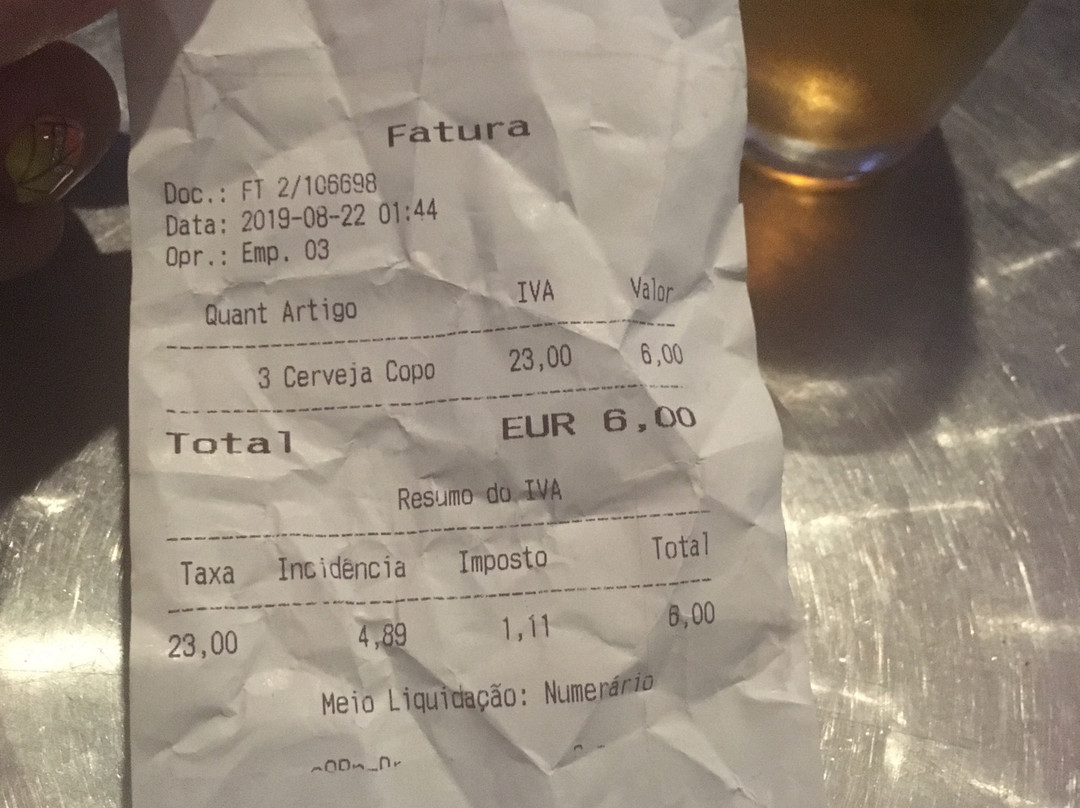 Fatura
Doc.: FT 2/106698
Data: 2019-08-22 01:44
Opr.: Emp. 03
Quant Artigo IVA Valor
3 Cerveja Copo 23,00 6,00
Total EUR 6,00
Resumo do IVA
Taxa Incidência Imposto Total
23,00 4,89 1,11 6,00
Meio Liquidação: Numerário